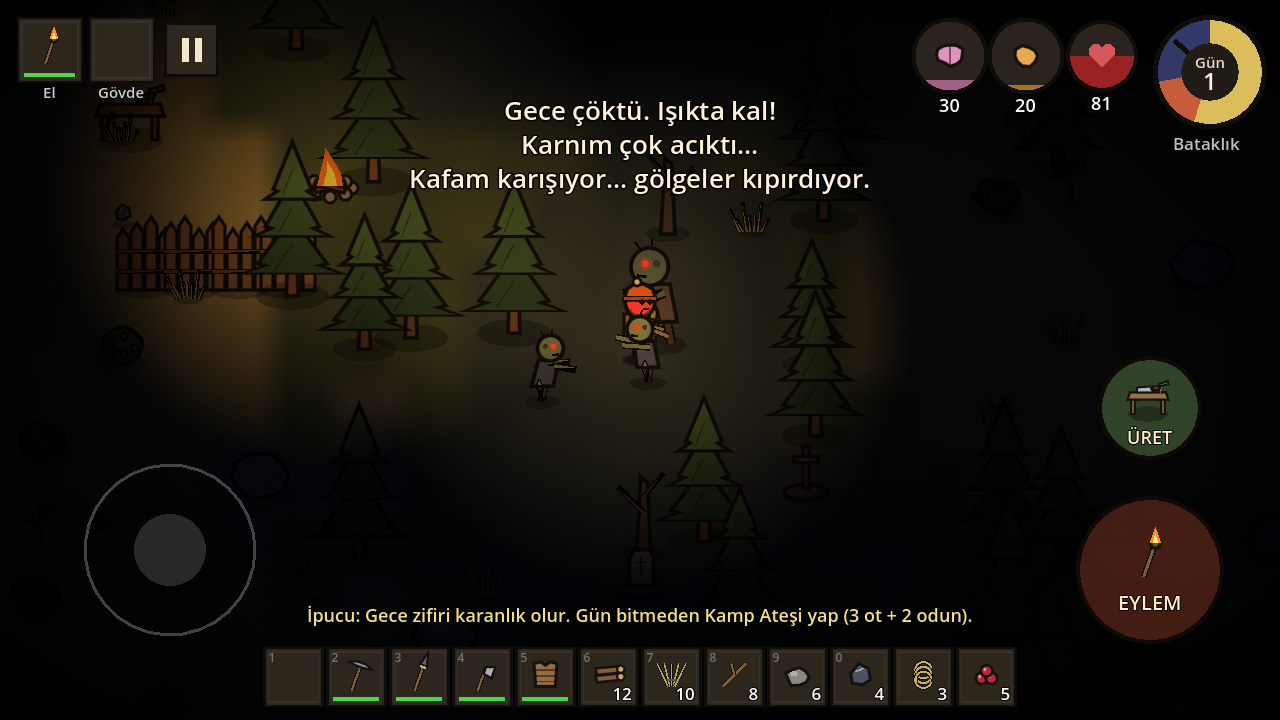 El
Gövde
30
20
81
Gün
1
Bataklık
Gece çöktü. Işıkta kal!
Karnım çok acıktı...
Kafam karışıyor... gölgeler kıpırdıyor.
ÜRET
EYLEM
İpucu: Gece zifiri karanlık olur. Gün bitmeden Kamp Ateşi yap (3 ot + 2 odun).
1
2
3
4
5
6
12
7
10
8
8
9
6
0
4
3
5